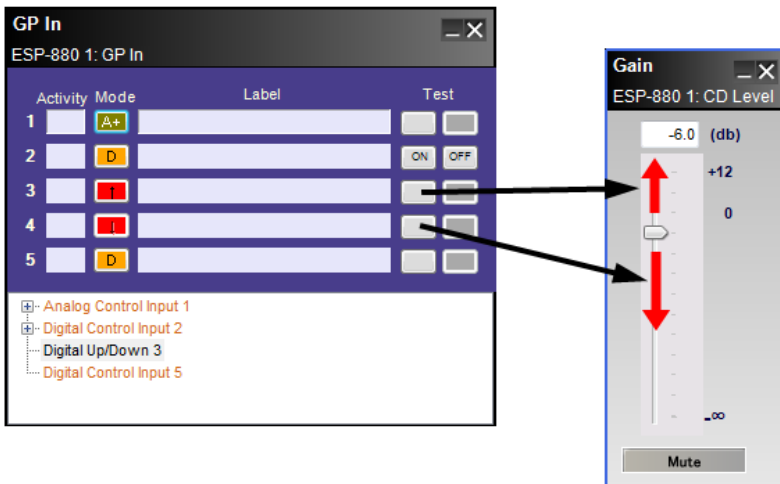 GP In
ESP-880 1: GP In
Activity Mode Label Test
1 A+
2 D ON OFF
3 ↑
4 ↓
5 D
Analog Control Input 1
Digital Control Input 2
Digital Up/Down 3
Digital Control Input 5
Gain
ESP-880 1: CD Level
-6.0 (db)
+12
0
-∞
Mute